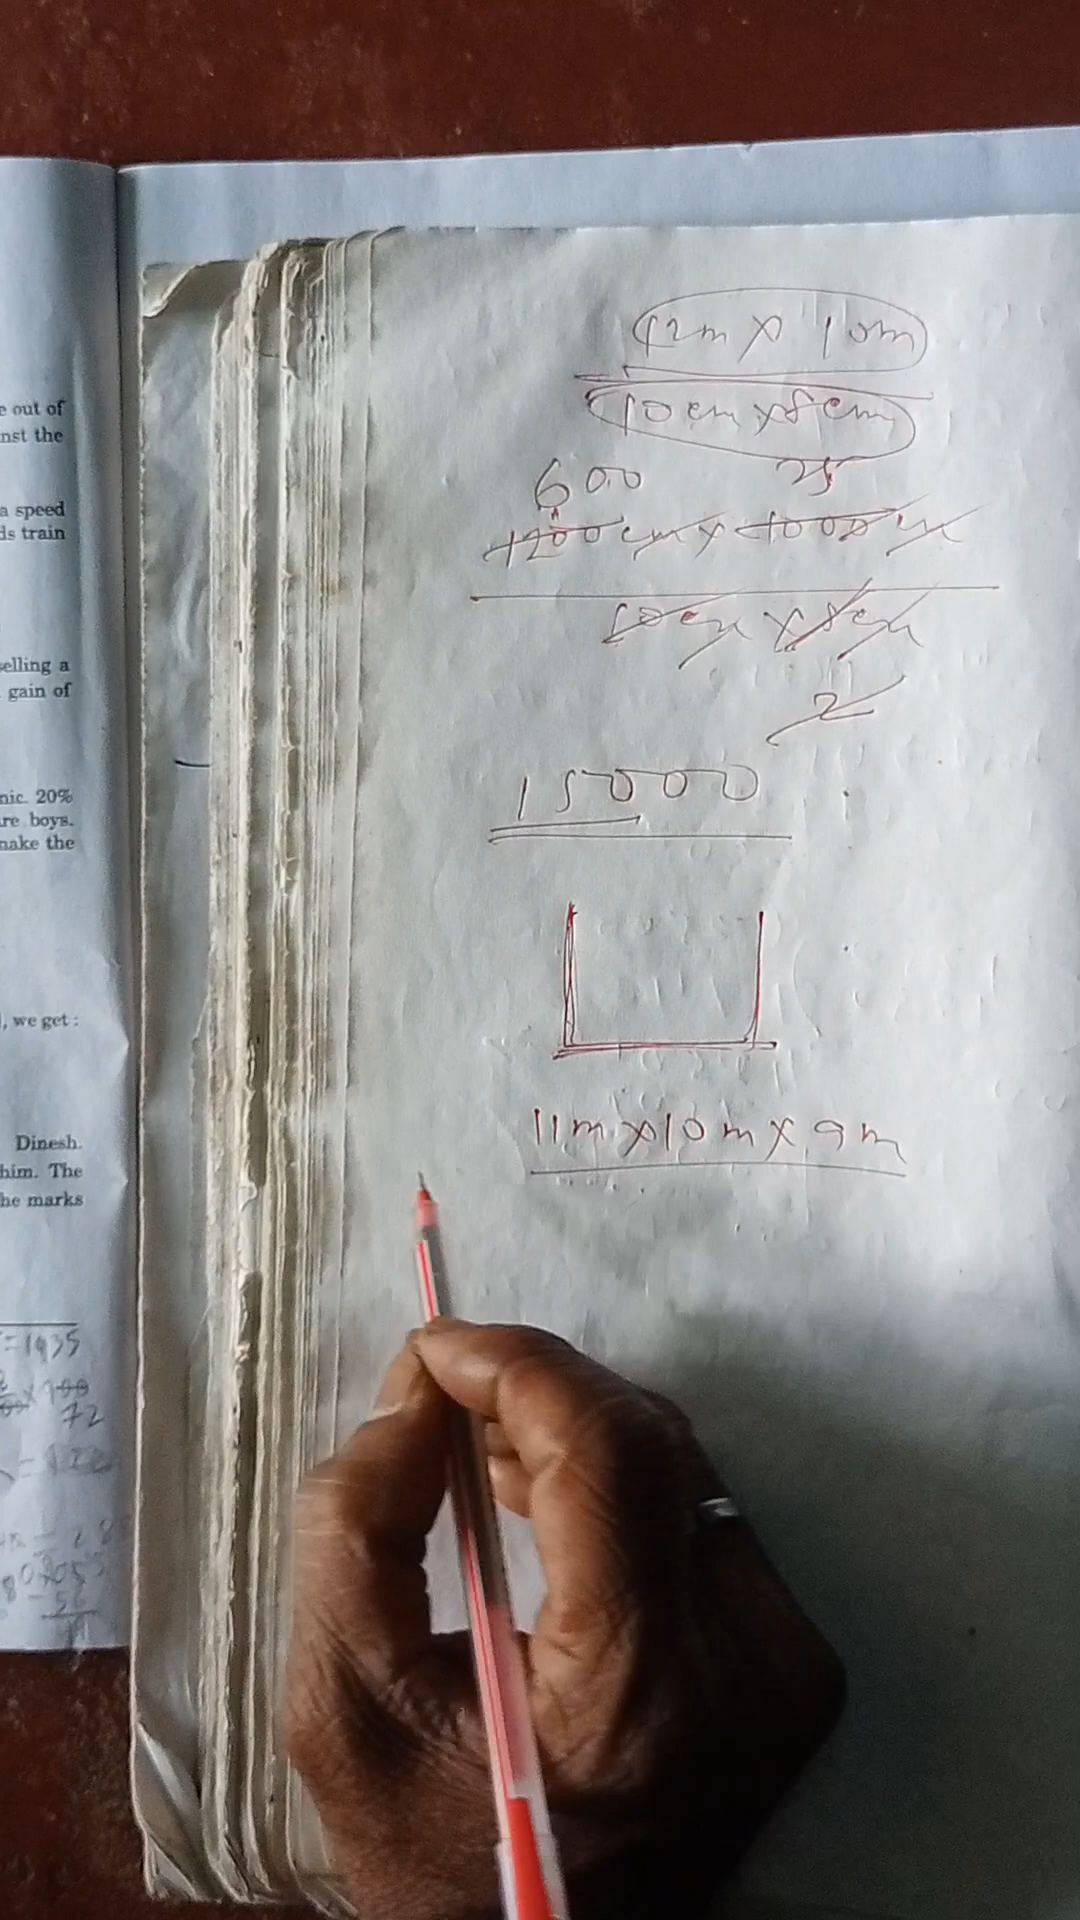 e out of
nst the
a speed
ds train
selling a
gain of
nic. 20%
re boys.
make the
, we get :
Dinesh.
him. The
he marks
=1935
72
12m × 10m
10cm × 8cm
600 25
1200cm × 1000cm
10cm × 8cm
2
15000
11m × 10m × 9m